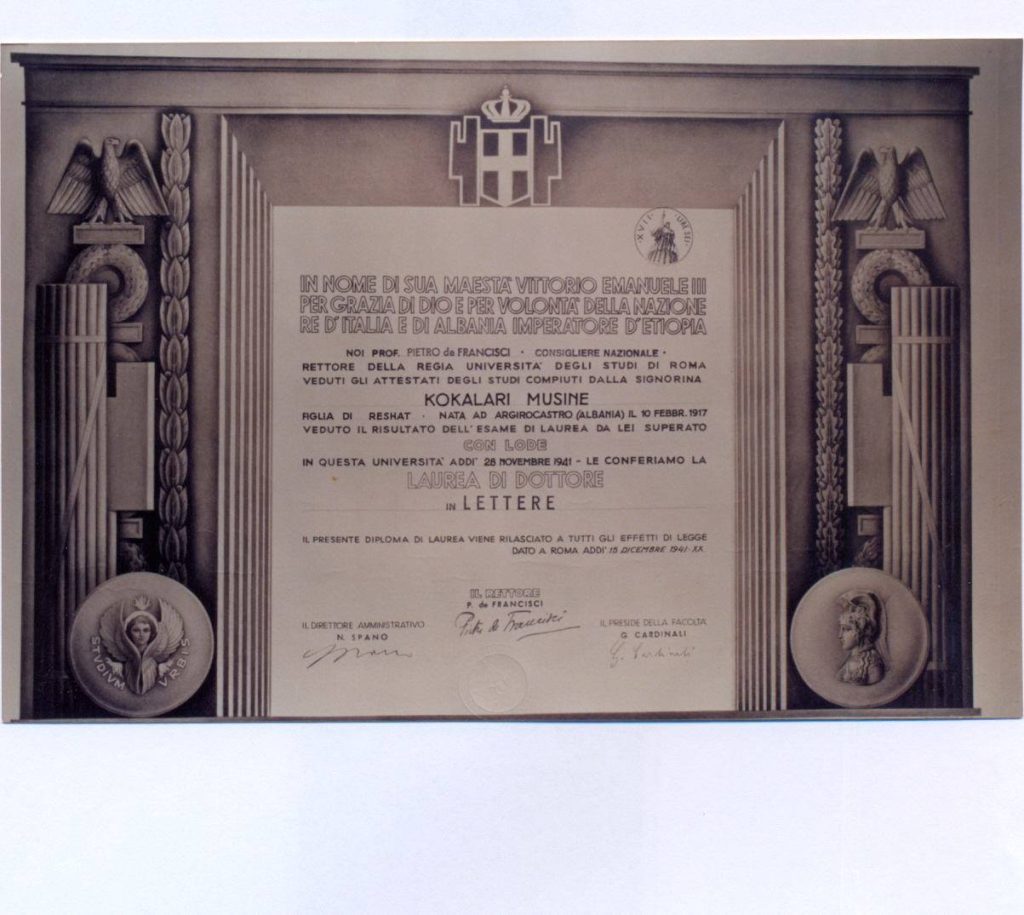 XVII
IN NOME DI SUA MAESTA' VITTORIO EMANUELE III
PER GRAZIA DI DIO E PER VOLONTA' DELLA NAZIONE
RE D'ITALIA E DI ALBANIA IMPERATORE D'ETIOPIA
NOI PROF. PIETRO de FRANCISCI · CONSIGLIERE NAZIONALE ·
RETTORE DELLA REGIA UNIVERSITA' DEGLI STUDI DI ROMA
VEDUTI GLI ATTESTATI DEGLI STUDI COMPIUTI DALLA SIGNORINA
KOKALARI MUSINE
FIGLIA DI RESHAT · NATA AD ARGIROCASTRO (ALBANIA) IL 10 FEBBR. 1917
VEDUTO IL RISULTATO DELL'ESAME DI LAUREA DA LEI SUPERATO
CON LODE
IN QUESTA UNIVERSITA' ADDI' 28 NOVEMBRE 1941 - LE CONFERIAMO LA
LAUREA DI DOTTORE
IN LETTERE
IL PRESENTE DIPLOMA DI LAUREA VIENE RILASCIATO A TUTTI GLI EFFETTI DI LEGGE
DATO A ROMA ADDI' 15 DICEMBRE 1941-XX.
IL RETTORE
P. de FRANCISCI
Pietro de Francisci
IL DIRETTORE AMMINISTRATIVO
N. SPANO
IL PRESIDE DELLA FACOLTA'
G CARDINALI
G. Cardinali
STVDIVM VRBIS